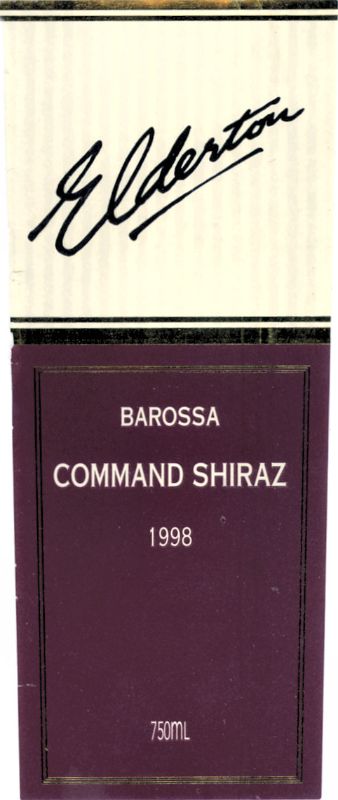 Elderton
BAROSSA
COMMAND SHIRAZ
1998
750mL